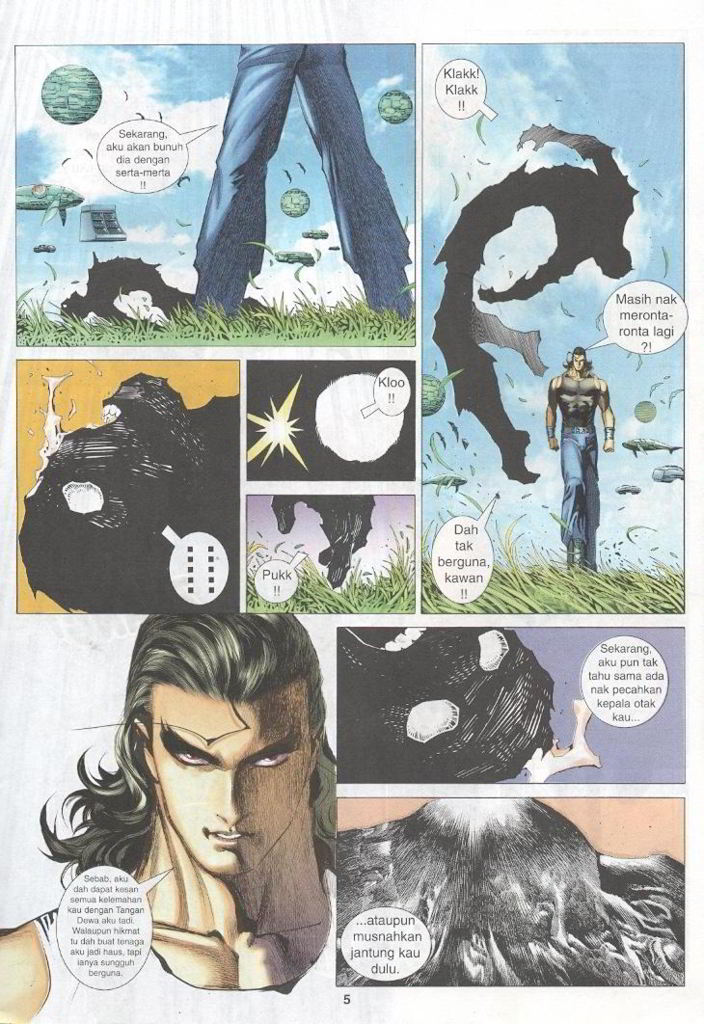 Sekarang,
aku akan bunuh
dia dengan
serta-merta
!!
Klakk!
Klakk
!!
Masih nak
meronta-
ronta lagi
?!
Dah
tak
berguna,
kawan
!!
Kloo
!!
Pukk
!!
Sekarang,
aku pun tak
tahu sama ada
nak pecahkan
kepala otak
kau...
Sebab, aku
dah dapat kesan
semua kelemahan
kau dengan Tangan
Dewa aku tadi.
Walaupun hikmat
tu dah buat tenaga
aku jadi haus, tapi
ianya sungguh
berguna.
...ataupun
musnahkan
jantung kau
dulu.
5